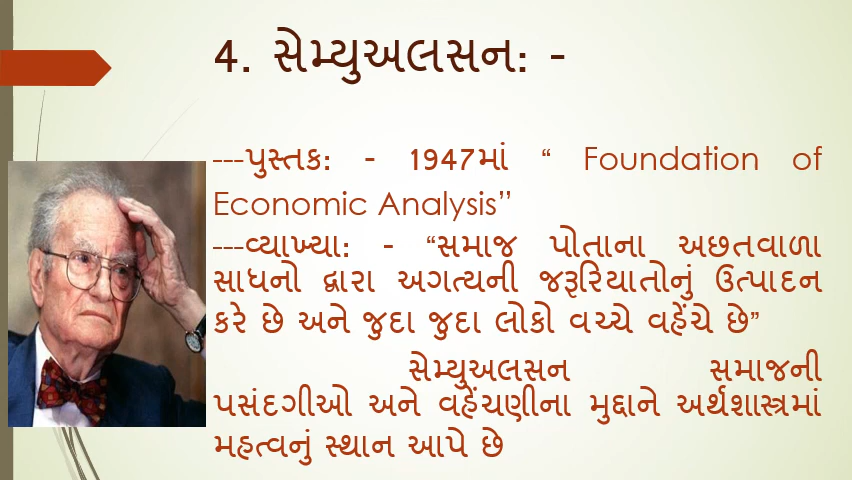 4. સેમ્યુઅલસન: -
---પુસ્તક: - 1947માં “ Foundation of
Economic Analysis”
---વ્યાખ્યા: - “સમાજ પોતાના અછતવાળા
સાધનો દ્વારા અગત્યની જરૂરિયાતોનું ઉત્પાદન
કરે છે અને જુદા જુદા લોકો વચ્ચે વહેંચે છે”
સેમ્યુઅલસન સમાજની
પસંદગીઓ અને વહેંચણીના મુદ્દાને અર્થશાસ્ત્રમાં
મહત્વનું સ્થાન આપે છે